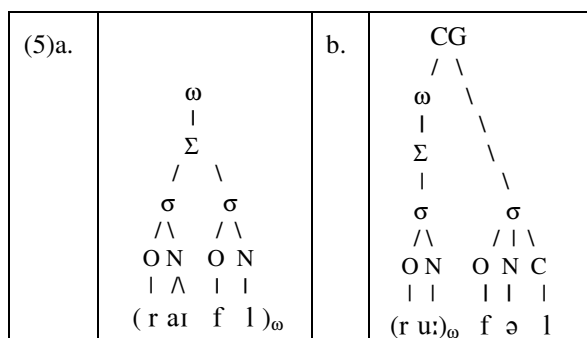 (5)a. b. CG
ω ω
Σ Σ
σ σ σ σ
O N O N O N O N C
( r aɪ f l )ω (r uː)ω f ə l